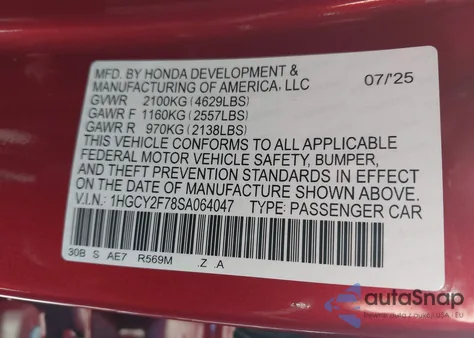 MFD. BY HONDA DEVELOPMENT &
MANUFACTURING OF AMERICA, LLC 07/'25
GVWR 2100KG (4629LBS)
GAWR F 1160KG (2557LBS)
GAWR R 970KG (2138LBS)
THIS VEHICLE CONFORMS TO ALL APPLICABLE
FEDERAL MOTOR VEHICLE SAFETY, BUMPER,
AND THEFT PREVENTION STANDARDS IN EFFECT
ON THE DATE OF MANUFACTURE SHOWN ABOVE.
V.I.N.: 1HGCY2F78SA064047 TYPE: PASSENGER CAR
30B S AE7 R569M .Z .A
autoSnap
USA i EU